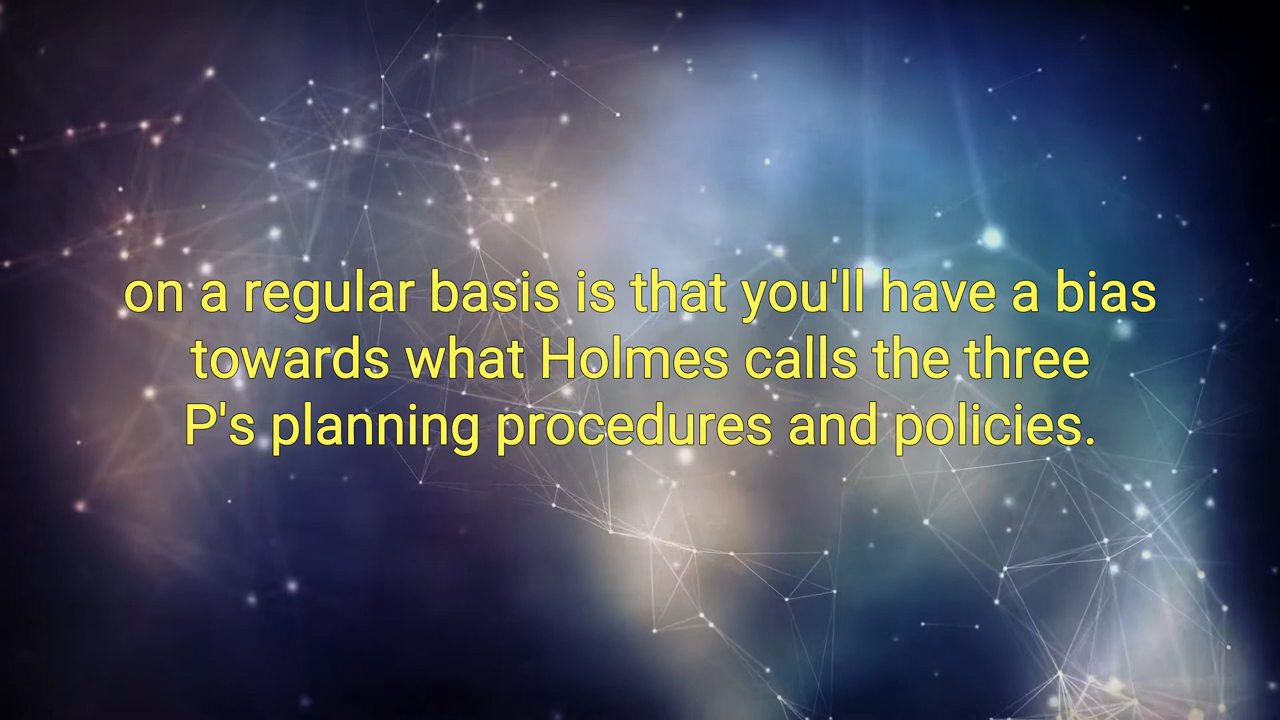 on a regular basis is that you'll have a bias
towards what Holmes calls the three
P's planning procedures and policies.